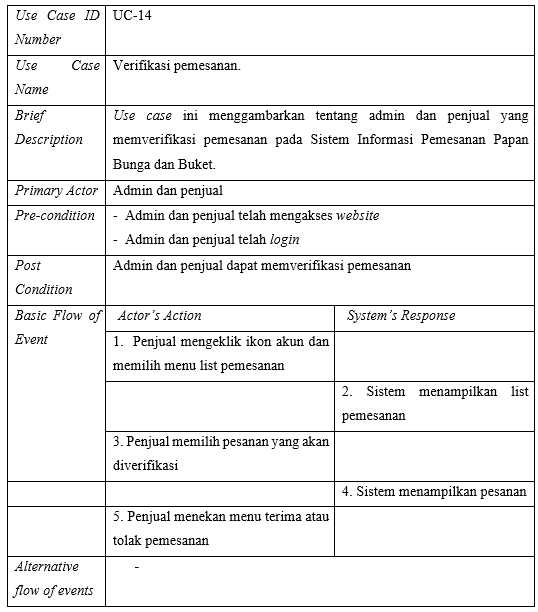 Use Case ID Number UC-14
Use Case Name Verifikasi pemesanan.
Brief Description Use case ini menggambarkan tentang admin dan penjual yang
memverifikasi pemesanan pada Sistem Informasi Pemesanan Papan
Bunga dan Buket.
Primary Actor Admin dan penjual
Pre-condition - Admin dan penjual telah mengakses website
- Admin dan penjual telah login
Post Condition Admin dan penjual dapat memverifikasi pemesanan
Basic Flow of Event Actor's Action System's Response
1. Penjual mengeklik ikon akun dan
memilih menu list pemesanan
2. Sistem menampilkan list
pemesanan
3. Penjual memilih pesanan yang akan
diverifikasi
4. Sistem menampilkan pesanan
5. Penjual menekan menu terima atau
tolak pemesanan
Alternative flow of events -